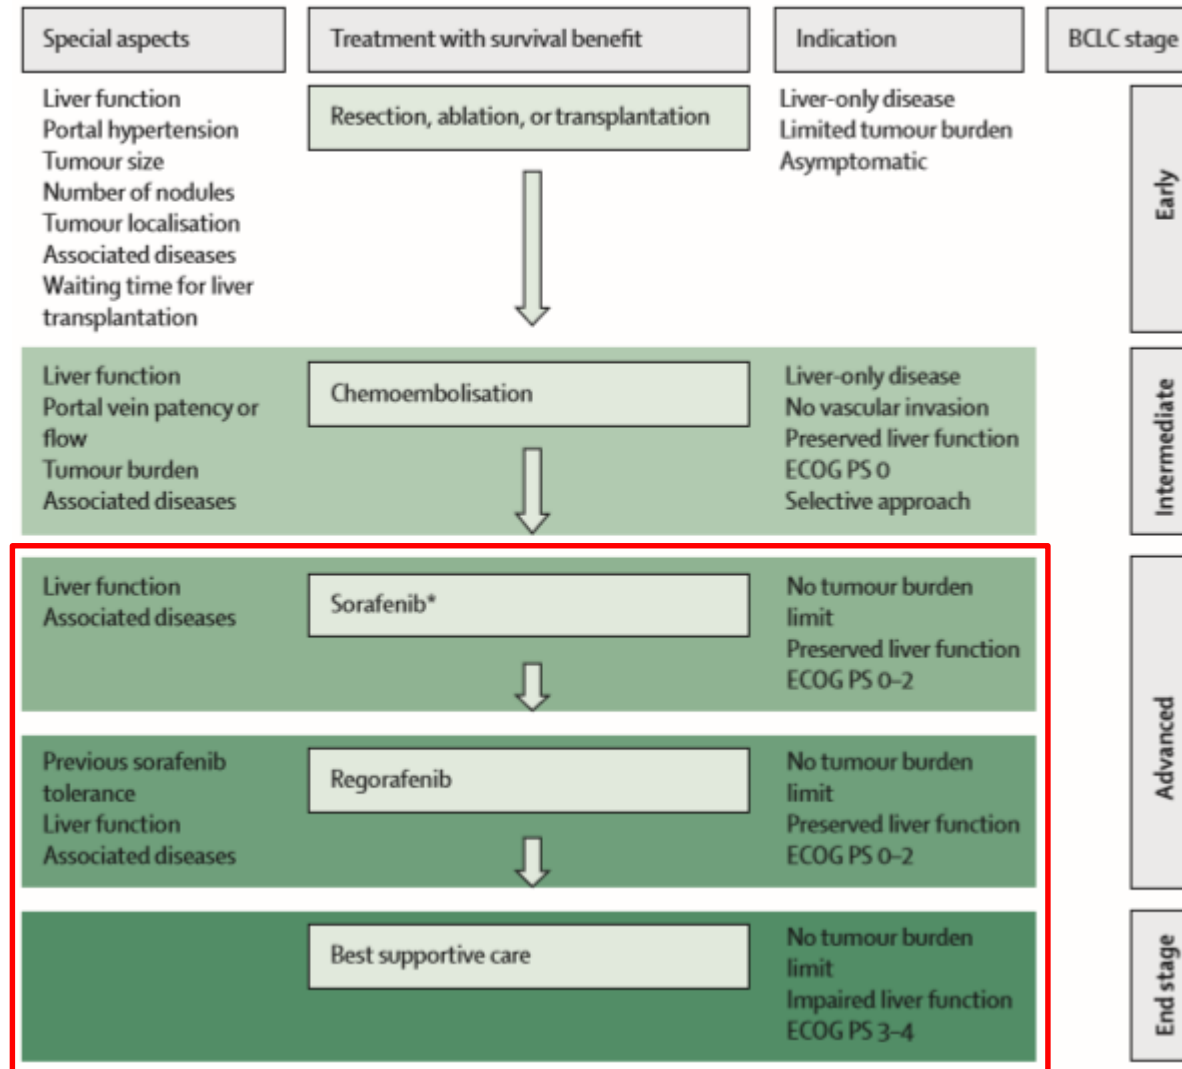 Special aspects
Treatment with survival benefit
Indication
BCLC stage
Liver function
Portal hypertension
Tumour size
Number of nodules
Tumour localisation
Associated diseases
Waiting time for liver
transplantation
Resection, ablation, or transplantation
Liver-only disease
Limited tumour burden
Asymptomatic
Early
Liver function
Portal vein patency or
flow
Tumour burden
Associated diseases
Chemoembolisation
Liver-only disease
No vascular invasion
Preserved liver function
ECOG PS 0
Selective approach
Intermediate
Liver function
Associated diseases
Sorafenib*
No tumour burden
limit
Preserved liver function
ECOG PS 0–2
Advanced
Previous sorafenib
tolerance
Liver function
Associated diseases
Regorafenib
No tumour burden
limit
Preserved liver function
ECOG PS 0–2
Best supportive care
No tumour burden
limit
Impaired liver function
ECOG PS 3–4
End stage